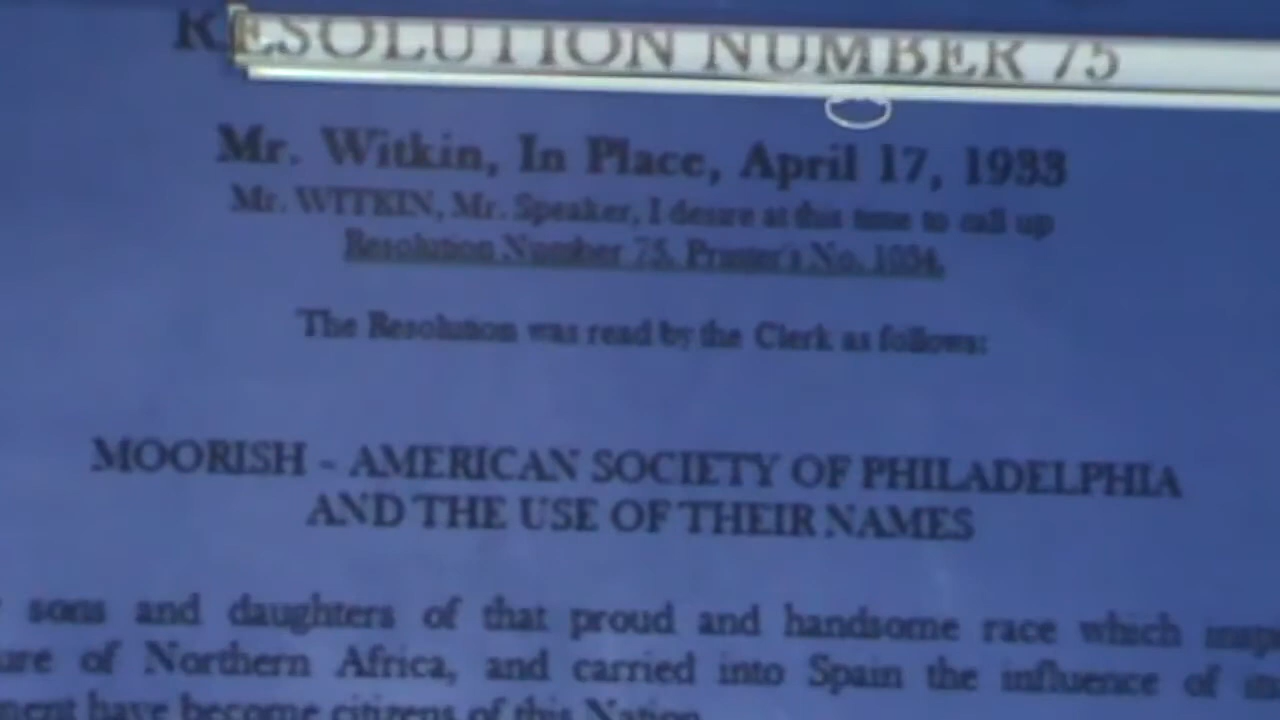 RESOLUTION NUMBER 75
Mr. Witkin, In Place, April 17, 1933
Mr. WITKIN, Mr. Speaker, I desire at this time to call up
Resolution Number 75, Printer's No. 1034.
The Resolution was read by the Clerk as follows:
MOORISH - AMERICAN SOCIETY OF PHILADELPHIA
AND THE USE OF THEIR NAMES
sons and daughters of that proud and handsome race which
of Northern Africa, and carried into Spain the influence of
have become citizens of this Nation